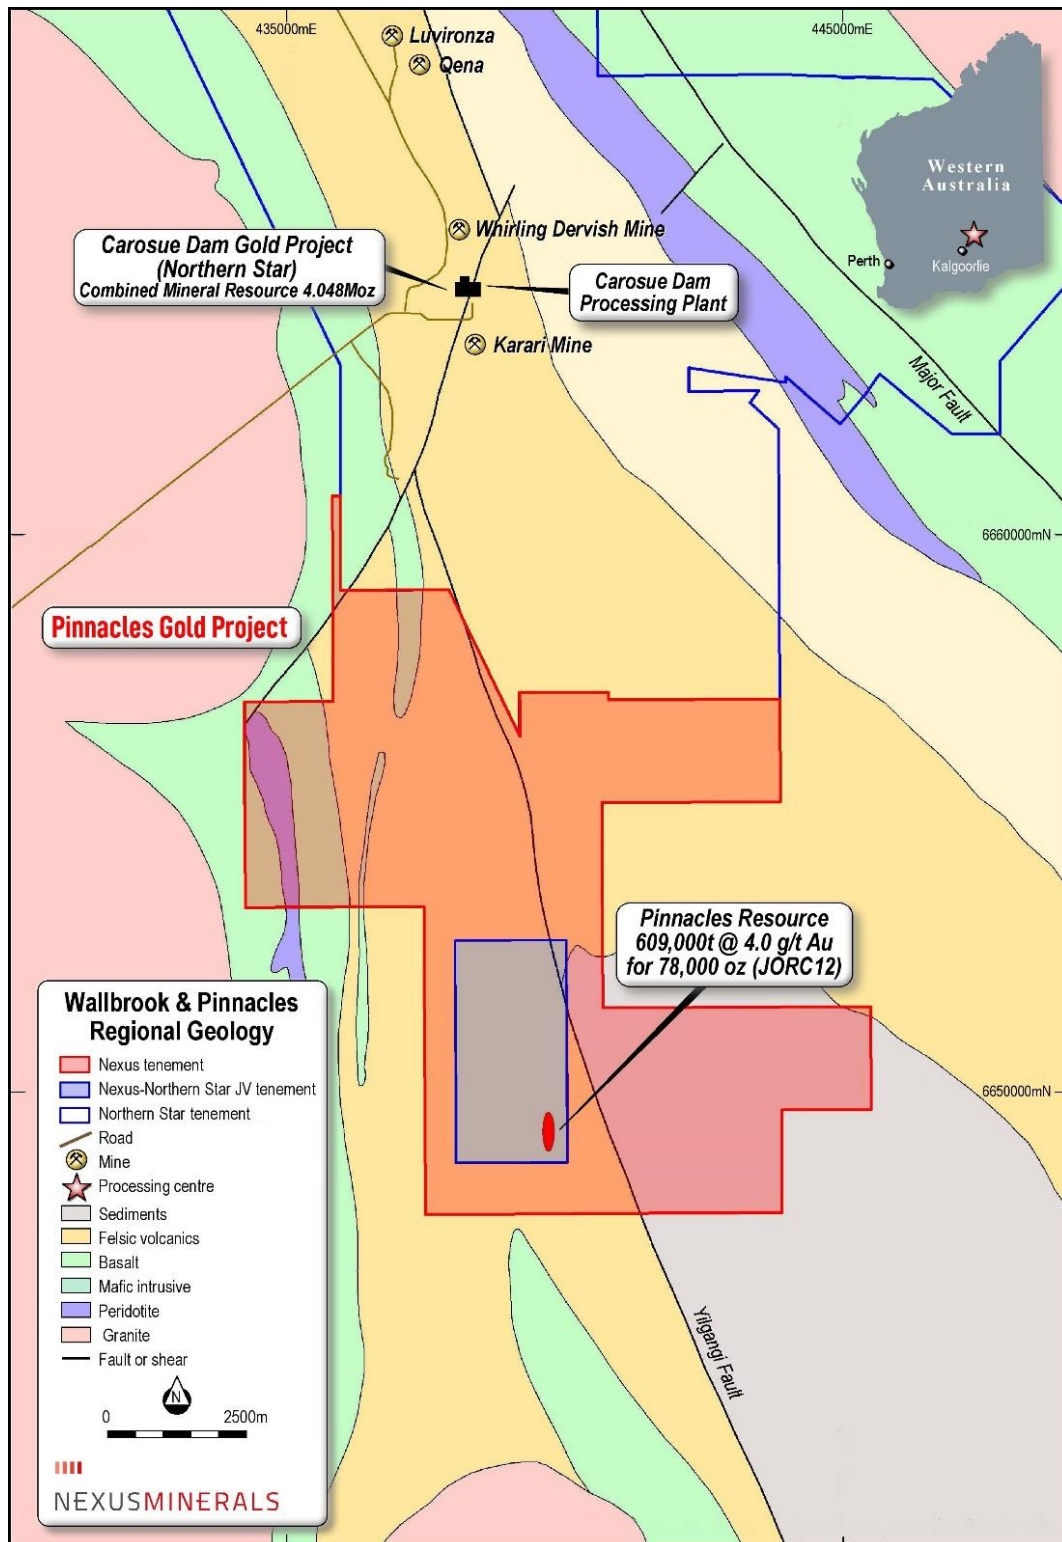 435000mE
445000mE
Luvironza
Qena
Western
Australia
Perth
Kalgoorlie
Whirling Dervish Mine
Carosue Dam Gold Project
(Northern Star)
Combined Mineral Resource 4.048Moz
Carosue Dam
Processing Plant
Karari Mine
Major Fault
6660000mN
Pinnacles Gold Project
Pinnacles Resource
609,000t @ 4.0 g/t Au
for 78,000 oz (JORC12)
6650000mN
Yilgangi Fault
Wallbrook & Pinnacles
Regional Geology
Nexus tenement
Nexus-Northern Star JV tenement
Northern Star tenement
Road
Mine
Processing centre
Sediments
Felsic volcanics
Basalt
Mafic intrusive
Peridotite
Granite
Fault or shear
N
0 2500m
NEXUSMINERALS